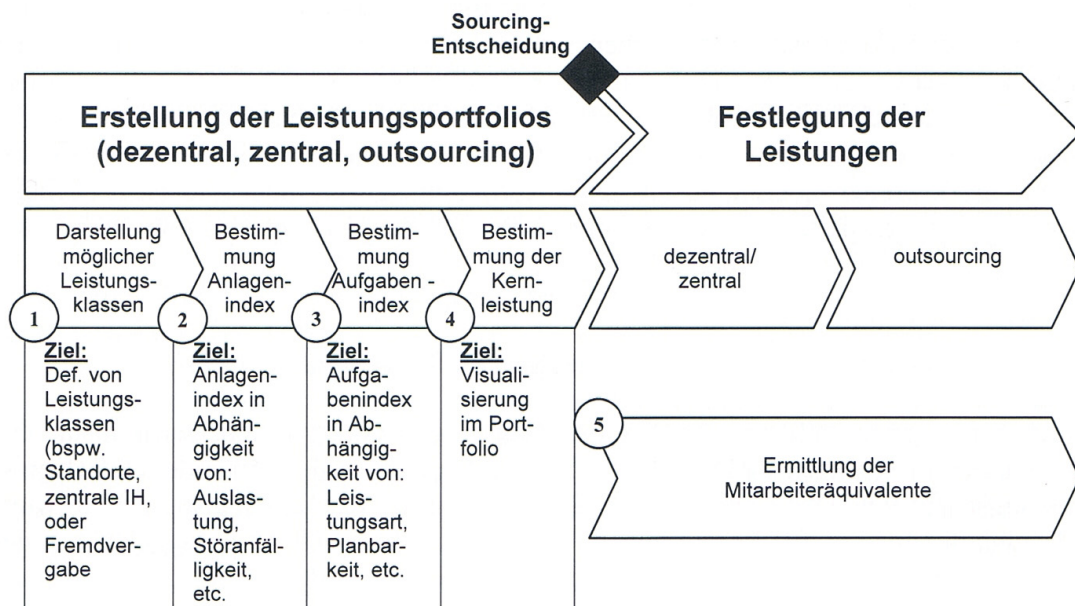 Sourcing-
Entscheidung
Erstellung der Leistungsportfolios
(dezentral, zentral, outsourcing)
Festlegung der
Leistungen
Darstellung
möglicher
Leistungs-
klassen
Bestim-
mung
Anlagen-
index
Bestim-
mung
Aufgaben -
index
Bestim-
mung der
Kern-
leistung
dezentral/
zentral
outsourcing
1
Ziel:
Def. von
Leistungs-
klassen
(bspw.
Standorte,
zentrale IH,
oder
Fremdver-
gabe
2
Ziel:
Anlagen-
index in
Abhän-
gigkeit
von:
Auslas-
tung,
Störanfäl-
ligkeit,
etc.
3
Ziel:
Aufga-
benindex
in Ab-
hängig-
keit von:
Leis-
tungsart,
Planbar-
keit, etc.
4
Ziel:
Visuali-
sierung
im Port-
folio
5
Ermittlung der
Mitarbeiteräquivalente